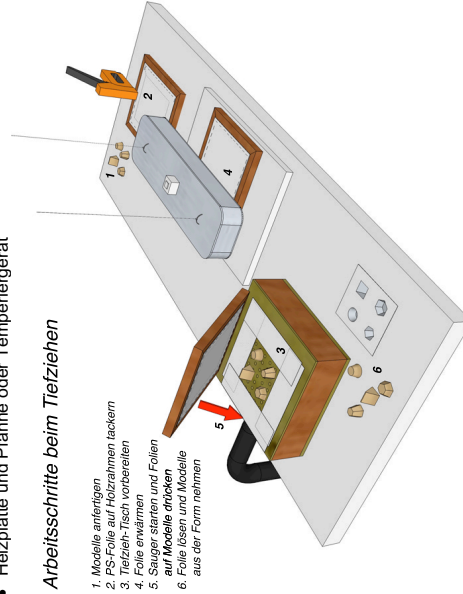 • Heizplatte und Pfanne oder Temperiergerät
Arbeitsschritte beim Tiefziehen
1. Modelle anfertigen
2. PS-Folie auf Holzrahmen tackern
3. Tiefzieh-Tisch vorbereiten
4. Folie erwärmen
5. Sauger starten und Folien
auf Modelle drücken
6. Folie lösen und Modelle
aus der Form nehmen
1
2
4
3
5
6